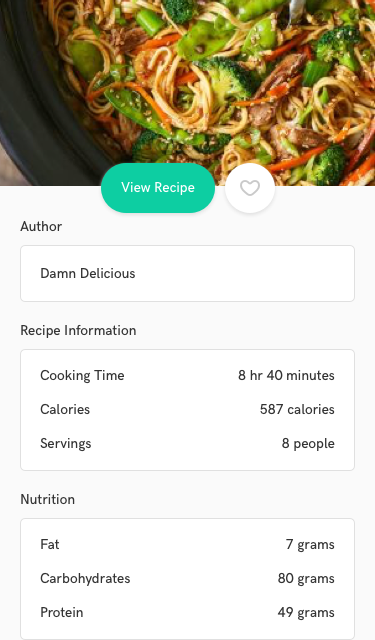 View Recipe
Author
Damn Delicious
Recipe Information
Cooking Time 8 hr 40 minutes
Calories 587 calories
Servings 8 people
Nutrition
Fat 7 grams
Carbohydrates 80 grams
Protein 49 grams